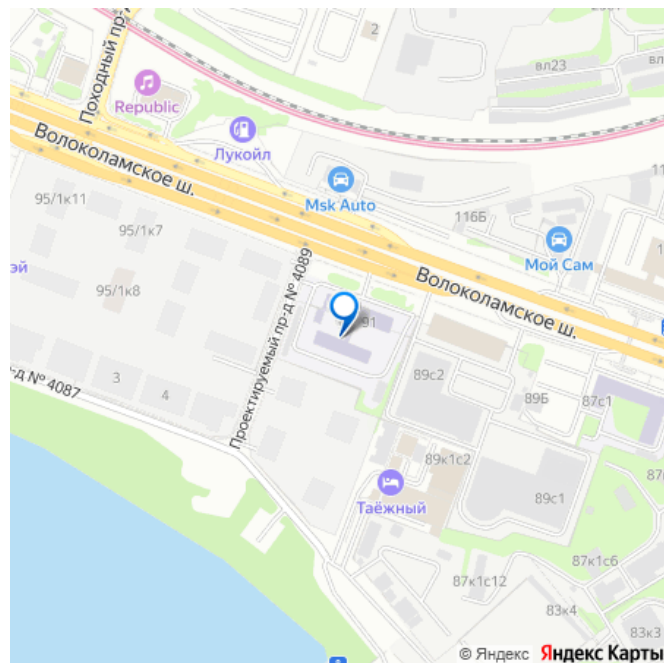 2
вл23
Походный пр-д
Republic
Лукойл
Волоколамское ш.
Msk Auto
95/1к11
116Б
95/1к7
Мой Сам
эй
95/1к8
Проектируемый пр-д № 4089
Волоколамское ш.
91
3
4
-д № 4087
89с2
87с1
89Б
89к1с2
89с1
Таёжный
87к1с6
87к1с12
83к4
83к3
© Яндекс Яндекс Карты